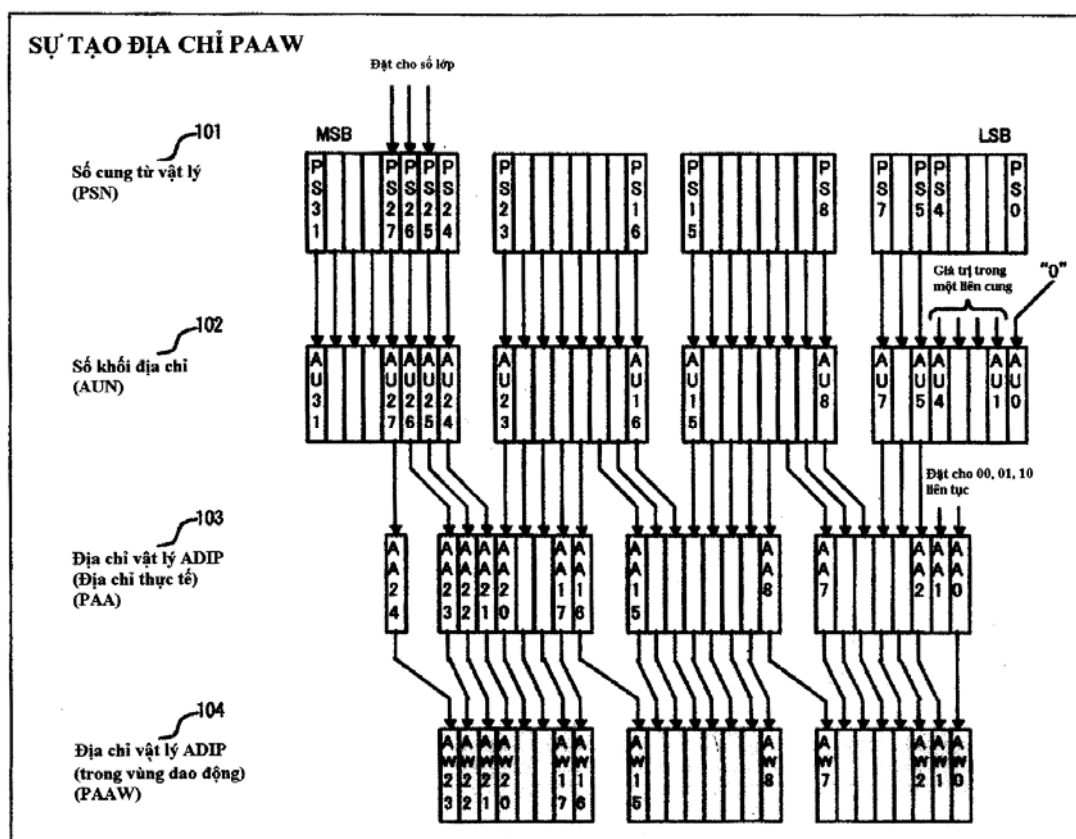 SỰ TẠO ĐỊA CHỈ PAAW
Đặt cho số lớp
101
MSB
LSB
Số cung từ vật lý
(PSN)
PS31 PS27 PS26 PS25 PS24 PS23 PS16 PS15 PS8 PS7 PS5 PS4 PS0
Giá trị trong
một liên cung
"0"
102
Số khối địa chỉ
(AUN)
AU31 AU27 AU26 AU25 AU24 AU23 AU16 AU15 AU8 AU7 AU5 AU4 AU1 AU0
Đặt cho 00, 01, 10
liên tục
103
Địa chỉ vật lý ADIP
(Địa chỉ thực tế)
(PAA)
AA24 AA23 AA22 AA21 AA20 AA17 AA16 AA15 AA8 AA7 AA2 AA1 AA0
104
Địa chỉ vật lý ADIP
(trong vùng dao động)
(PAAW)
AW23 AW22 AW21 AW20 AW17 AW16 AW15 AW8 AW7 AW2 AW1 AW0